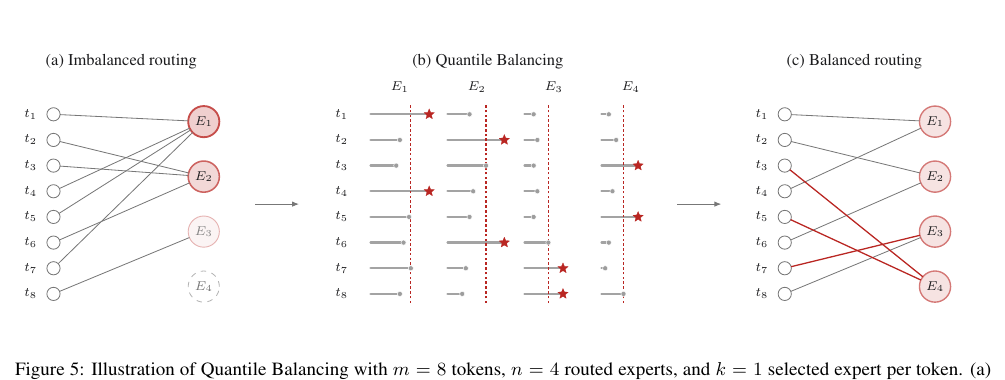 (a) Imbalanced routing
t1
t2
t3
t4
t5
t6
t7
t8
E1
E2
E3
E4
(b) Quantile Balancing
E1 E2 E3 E4
t1
t2
t3
t4
t5
t6
t7
t8
(c) Balanced routing
t1
t2
t3
t4
t5
t6
t7
t8
E1
E2
E3
E4
Figure 5: Illustration of Quantile Balancing with m = 8 tokens, n = 4 routed experts, and k = 1 selected expert per token. (a)